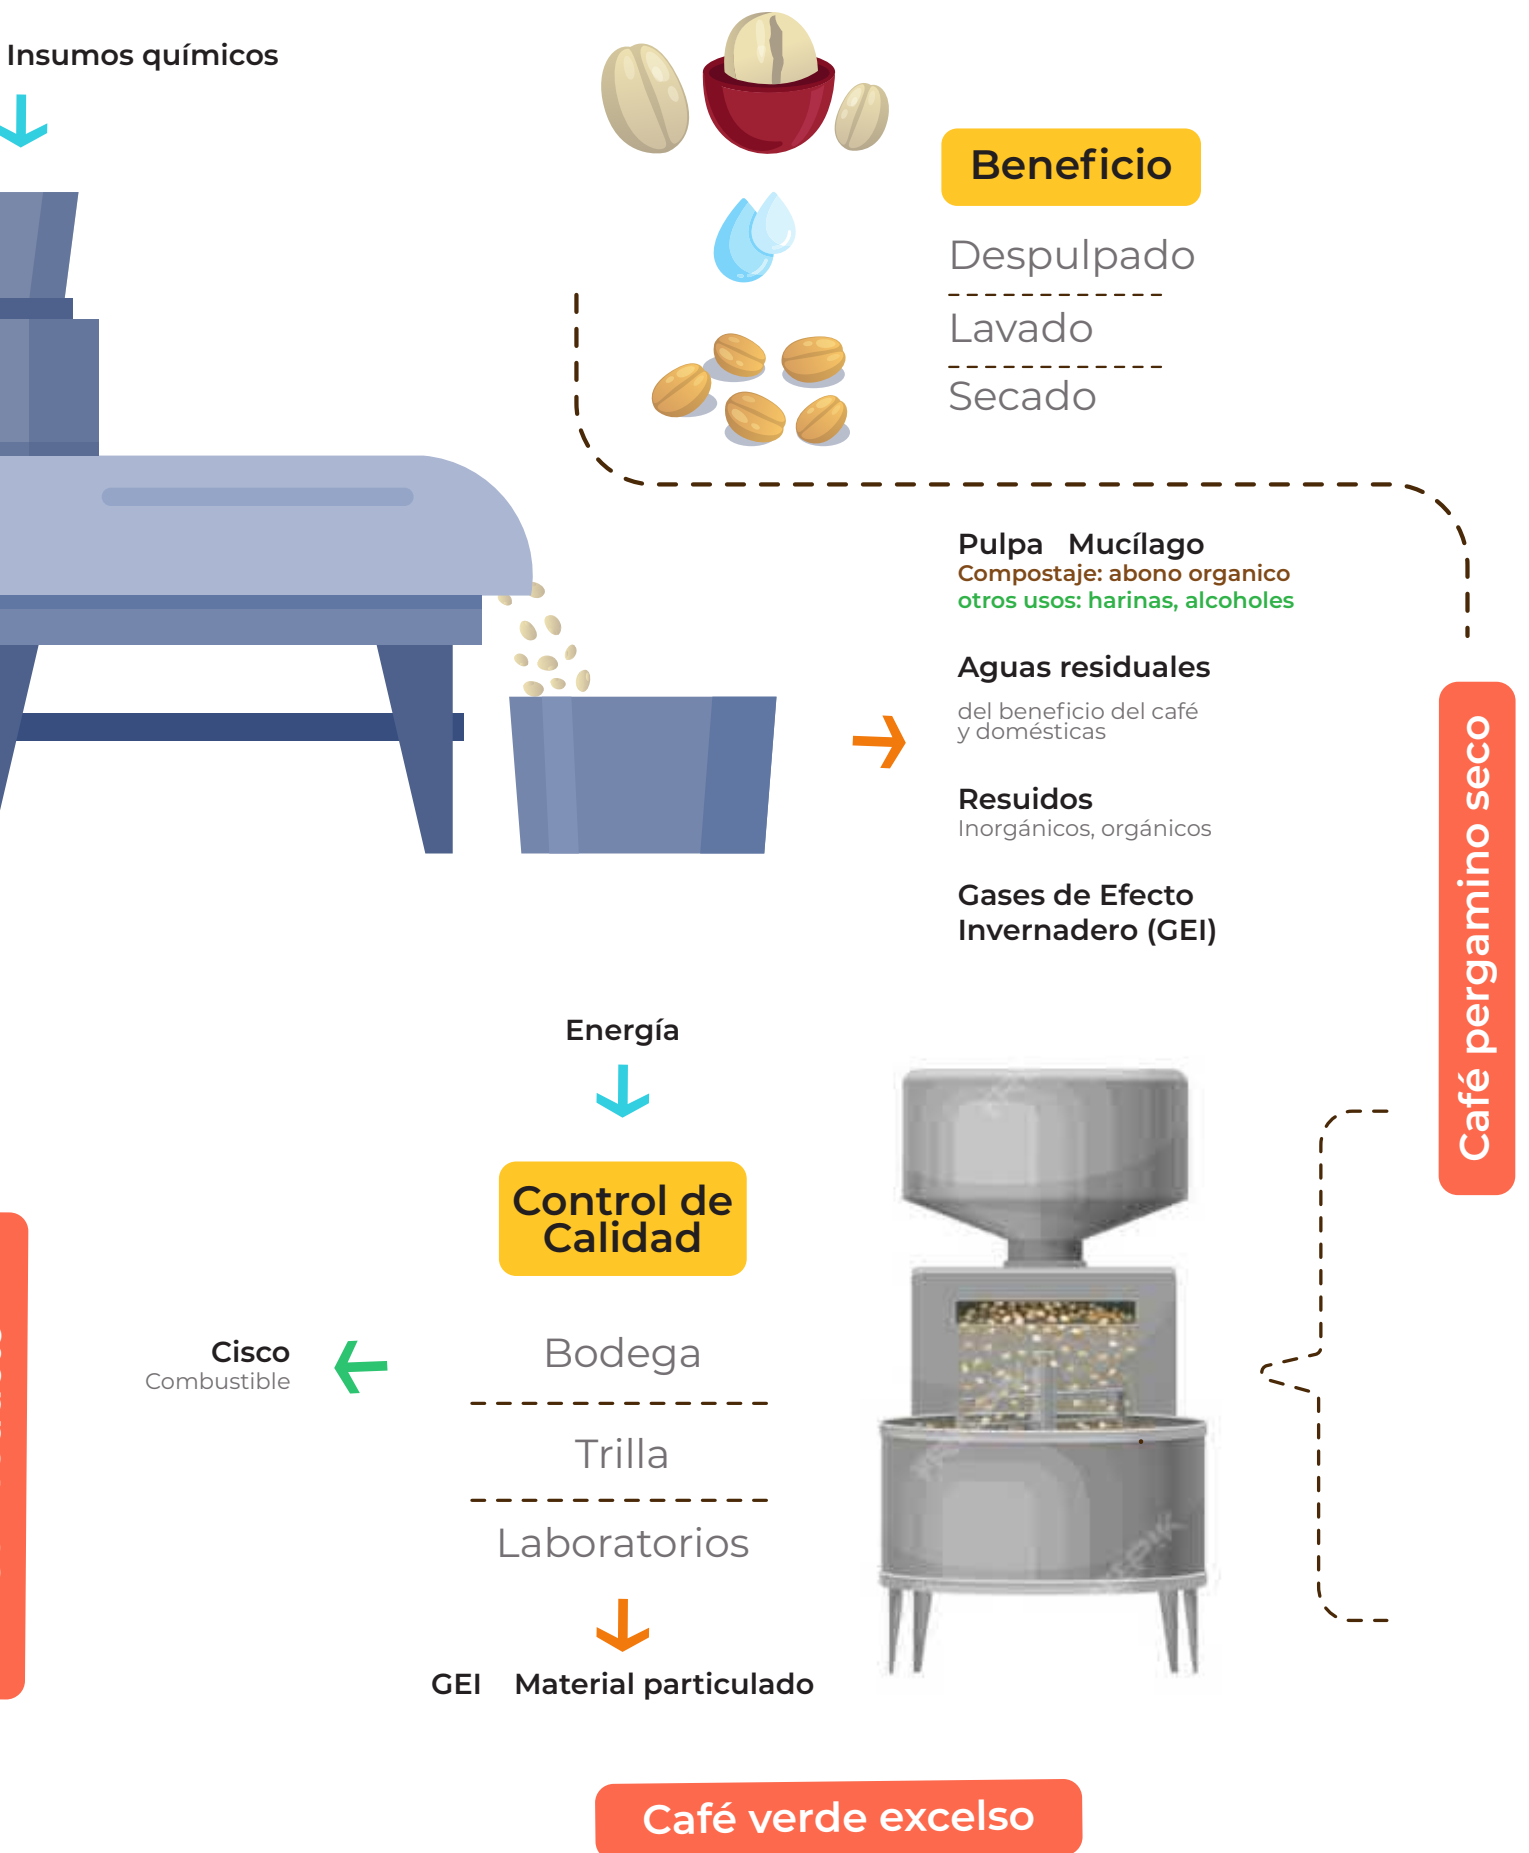 Insumos químicos
Beneficio
Despulpado
Lavado
Secado
Pulpa Mucílago
Compostaje: abono organico
otros usos: harinas, alcoholes
Aguas residuales
del beneficio del café
y domésticas
Resuidos
Inorgánicos, orgánicos
Gases de Efecto
Invernadero (GEI)
Café pergamino seco
Energía
Control de
Calidad
Bodega
Trilla
Laboratorios
Cisco
Combustible
GEI Material particulado
Café verde excelso